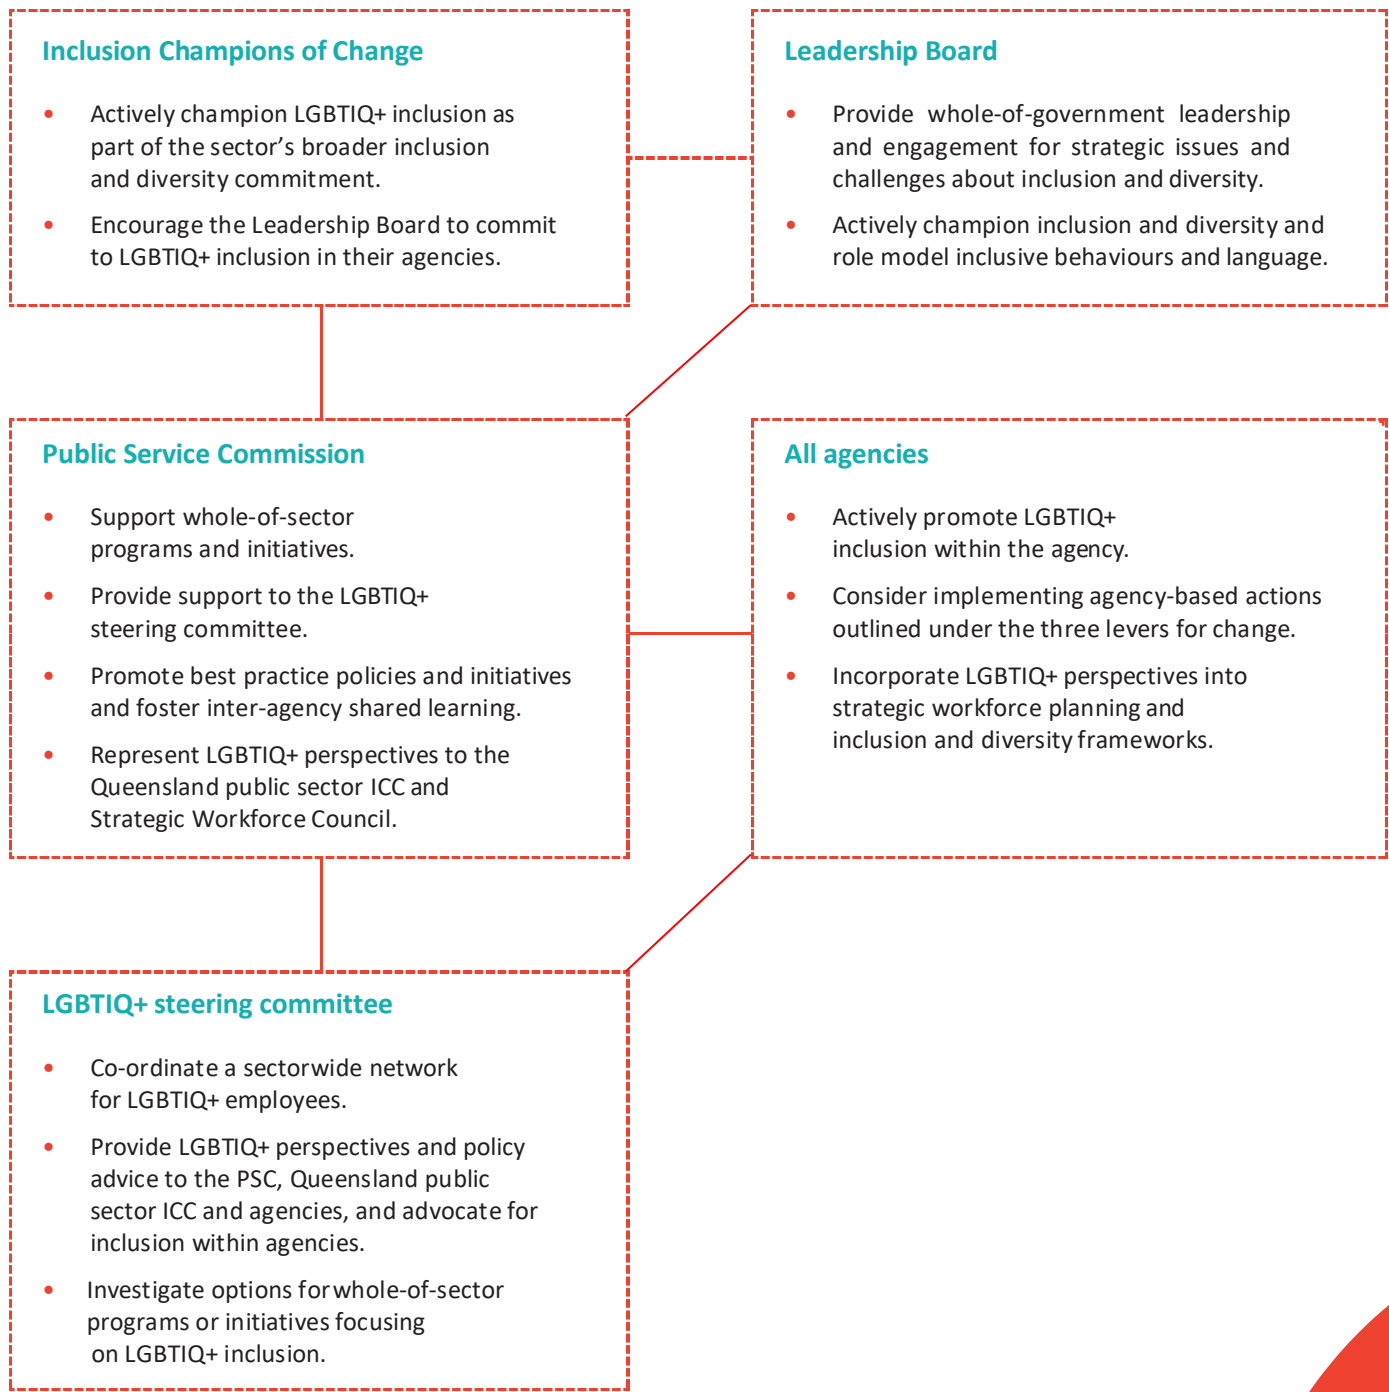 Inclusion Champions of Change
• Actively champion LGBTIQ+ inclusion as
part of the sector’s broader inclusion
and diversity commitment.
• Encourage the Leadership Board to commit
to LGBTIQ+ inclusion in their agencies.
Leadership Board
• Provide whole-of-government leadership
and engagement for strategic issues and
challenges about inclusion and diversity.
• Actively champion inclusion and diversity and
role model inclusive behaviours and language.
Public Service Commission
• Support whole-of-sector
programs and initiatives.
• Provide support to the LGBTIQ+
steering committee.
• Promote best practice policies and initiatives
and foster inter-agency shared learning.
• Represent LGBTIQ+ perspectives to the
Queensland public sector ICC and
Strategic Workforce Council.
All agencies
• Actively promote LGBTIQ+
inclusion within the agency.
• Consider implementing agency-based actions
outlined under the three levers for change.
• Incorporate LGBTIQ+ perspectives into
strategic workforce planning and
inclusion and diversity frameworks.
LGBTIQ+ steering committee
• Co-ordinate a sectorwide network
for LGBTIQ+ employees.
• Provide LGBTIQ+ perspectives and policy
advice to the PSC, Queensland public
sector ICC and agencies, and advocate for
inclusion within agencies.
• Investigate options for whole-of-sector
programs or initiatives focusing
on LGBTIQ+ inclusion.